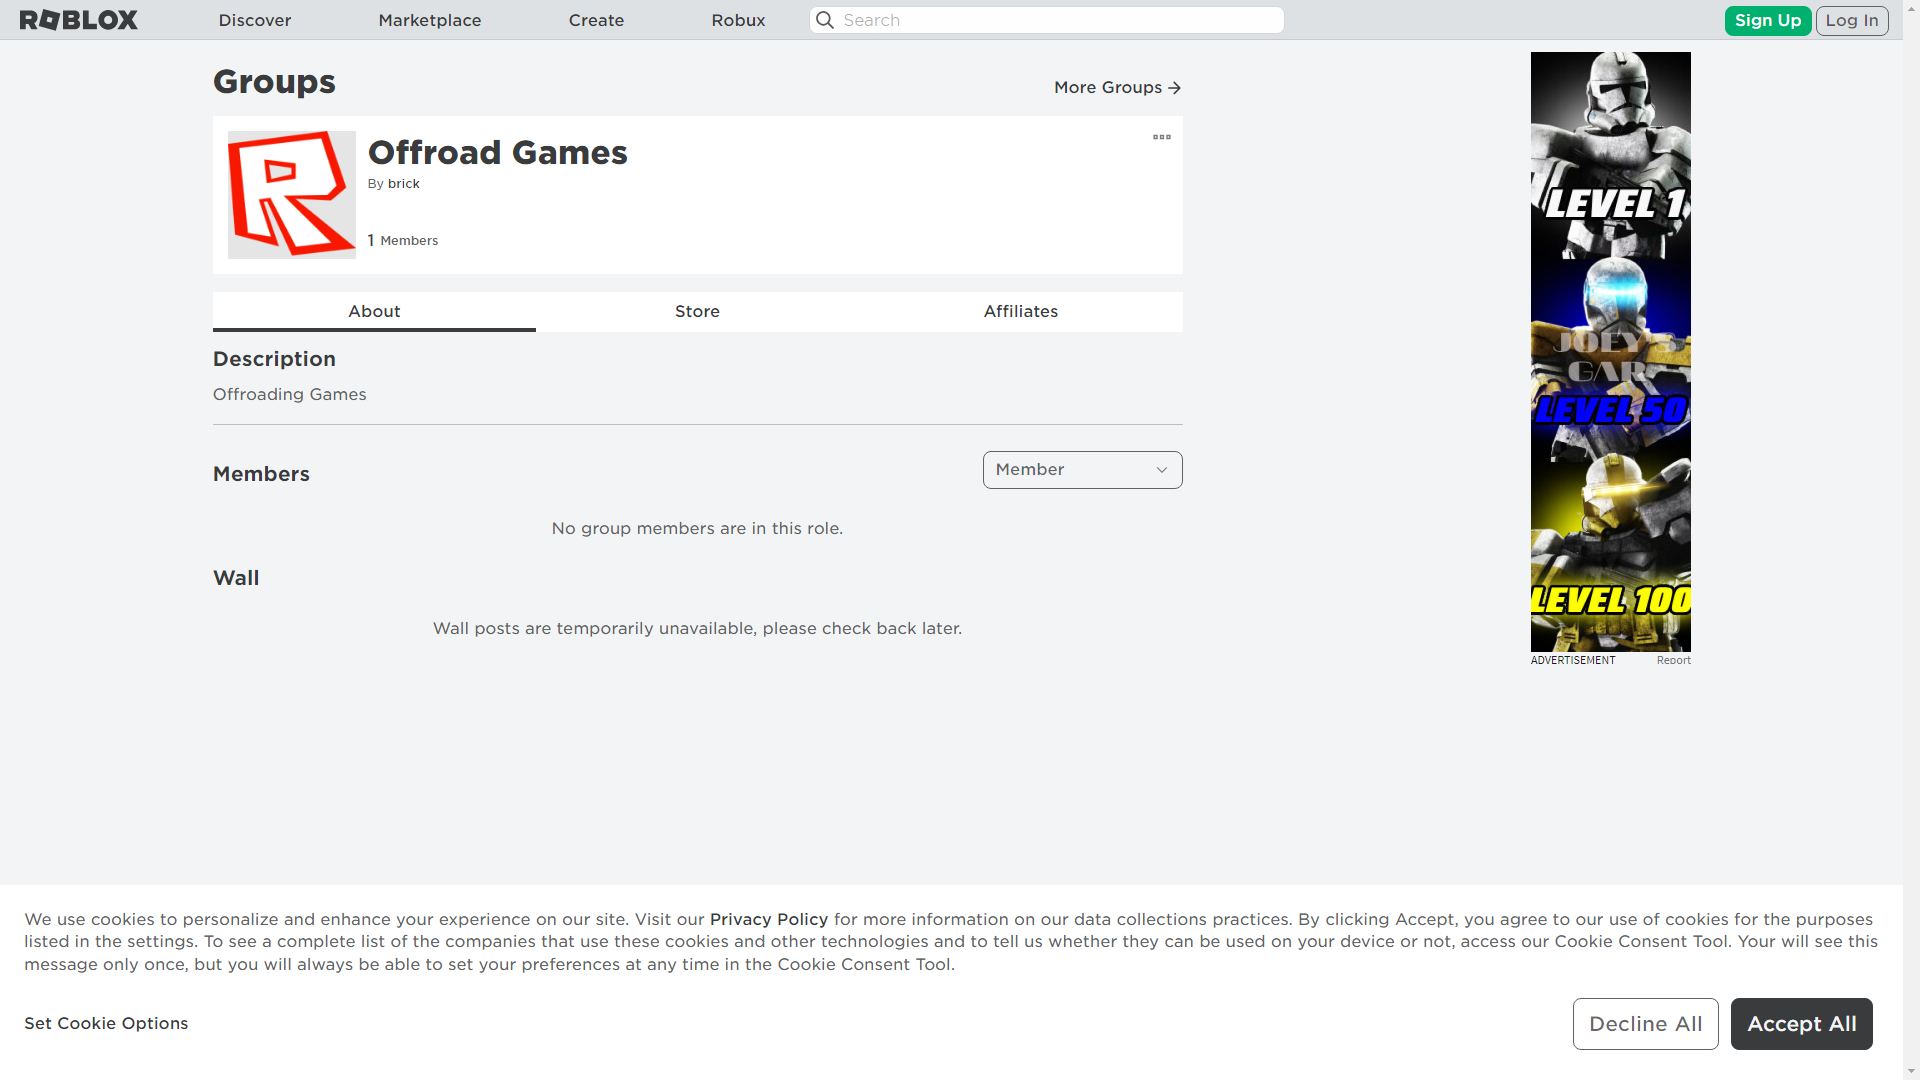 ROBLOX
Discover
Marketplace
Create
Robux
Search
Sign Up
Log In
Groups
More Groups
Offroad Games
By brick
1 Members
About
Store
Affiliates
Description
Offroading Games
Members
Member
No group members are in this role.
Wall
Wall posts are temporarily unavailable, please check back later.
LEVEL 1
JOEY'S
LEVEL 50
LEVEL 100
ADVERTISEMENT
Report
We use cookies to personalize and enhance your experience on our site. Visit our Privacy Policy for more information on our data collections practices. By clicking Accept, you agree to our use of cookies for the purposes
listed in the settings. To see a complete list of the companies that use these cookies and other technologies and to tell us whether they can be used on your device or not, access our Cookie Consent Tool. Your will see this
message only once, but you will always be able to set your preferences at any time in the Cookie Consent Tool.
Set Cookie Options
Decline All
Accept All